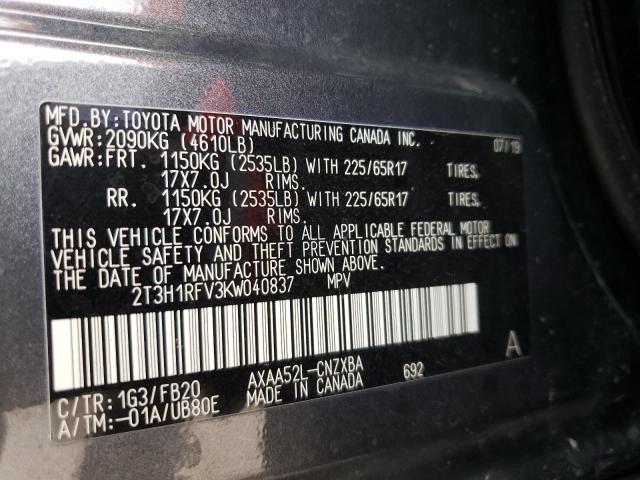 MFD.BY:TOYOTA MOTOR MANUFACTURING CANADA INC. 07/19
GVWR:2090KG (4610LB)
GAWR:FRT. 1150KG (2535LB) WITH 225/65R17 TIRES,
17X7.0J RIMS.
RR. 1150KG (2535LB) WITH 225/65R17 TIRES,
17X7.0J RIMS.
THIS VEHICLE CONFORMS TO ALL APPLICABLE FEDERAL MOTOR
VEHICLE SAFETY AND THEFT PREVENTION STANDARDS IN EFFECT ON
THE DATE OF MANUFACTURE SHOWN ABOVE.
2T3H1RFV3KW040837 MPV
A
C/TR:1G3/FB20 AXAA52L-CNZXBA 692
A/TM:-01A/UB80E MADE IN CANADA